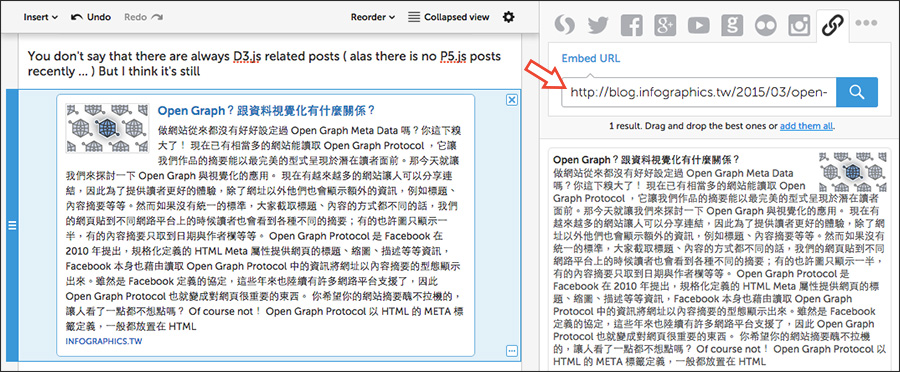 Insert
Undo
Redo
Reorder
Collapsed view
You don't say that there are always D3.js related posts ( alas there is no P5.js posts
recently ... ) But I think it's still
Open Graph？跟資料視覺化有什麼關係？
做網站從來都沒有好好設定過 Open Graph Meta Data 嗎？你這下糗
大了！ 現在已有相當多的網站能讀取 Open Graph Protocol ，它讓
我們作品的摘要能以最完美的型式呈現於潛在讀者面前。那今天就讓
我們來探討一下 Open Graph 與視覺化的應用。 現在有越來越多的網站讓人可以分享連
結，因此為了提供讀者更好的體驗，除了網址以外他們也會顯示額外的資訊，例如標題、
內容摘要等等。然而如果沒有統一的標準，大家截取標題、內容的方式都不同的話，我們
的網頁貼到不同網路平台上的時候讀者也會看到各種不同的摘要；有的也許圖只顯示一
半，有的內容摘要只取到日期與作者欄等等。 Open Graph Protocol 是 Facebook 在
2010 年提出，規格化定義的 HTML Meta 屬性提供網頁的標題、縮圖、描述等等資訊，
Facebook 本身也藉由讀取 Open Graph Protocol 中的資訊將網址以內容摘要的型態顯示
出來。雖然是 Facebook 定義的協定，這些年來也陸續有許多網路平台支援了，因此
Open Graph Protocol 也就變成對網頁很重要的東西。 你希望你的網站摘要醜不拉機的，
讓人看了一點都不想點嗎？ Of course not！ Open Graph Protocol 以 HTML 的 META 標
籤定義，一般都放置在 HTML
INFOGRAPHICS.TW
Embed URL
http://blog.infographics.tw/2015/03/open-
1 result. Drag and drop the best ones or add them all.
Open Graph？跟資料視覺化有什麼關係？
做網站從來都沒有好好設定過 Open Graph Meta Data
嗎？你這下糗大了！ 現在已有相當多的網站能讀取 Open
Graph Protocol ，它讓我們作品的摘要能以最完美的型式呈現於潛在讀
者面前。那今天就讓我們來探討一下 Open Graph 與視覺化的應用。 現在有
越來越多的網站讓人可以分享連結，因此為了提供讀者更好的體驗，除了網
址以外他們也會顯示額外的資訊，例如標題、內容摘要等等。然而如果沒有
統一的標準，大家截取標題、內容的方式都不同的話，我們的網頁貼到不同
網路平台上的時候讀者也會看到各種不同的摘要；有的也許圖只顯示一半，
有的內容摘要只取到日期與作者欄等等。 Open Graph Protocol 是
Facebook 在 2010 年提出，規格化定義的 HTML Meta 屬性提供網頁的標
題、縮圖、描述等等資訊，Facebook 本身也藉由讀取 Open Graph
Protocol 中的資訊將網址以內容摘要的型態顯示出來。雖然是 Facebook 定
義的協定，這些年來也陸續有許多網路平台支援了，因此 Open Graph
Protocol 也就變成對網頁很重要的東西。 你希望你的網站摘要醜不拉機的，
讓人看了一點都不想點嗎？ Of course not！ Open Graph Protocol 以
HTML 的 META 標籤定義，一般都放置在 HTML